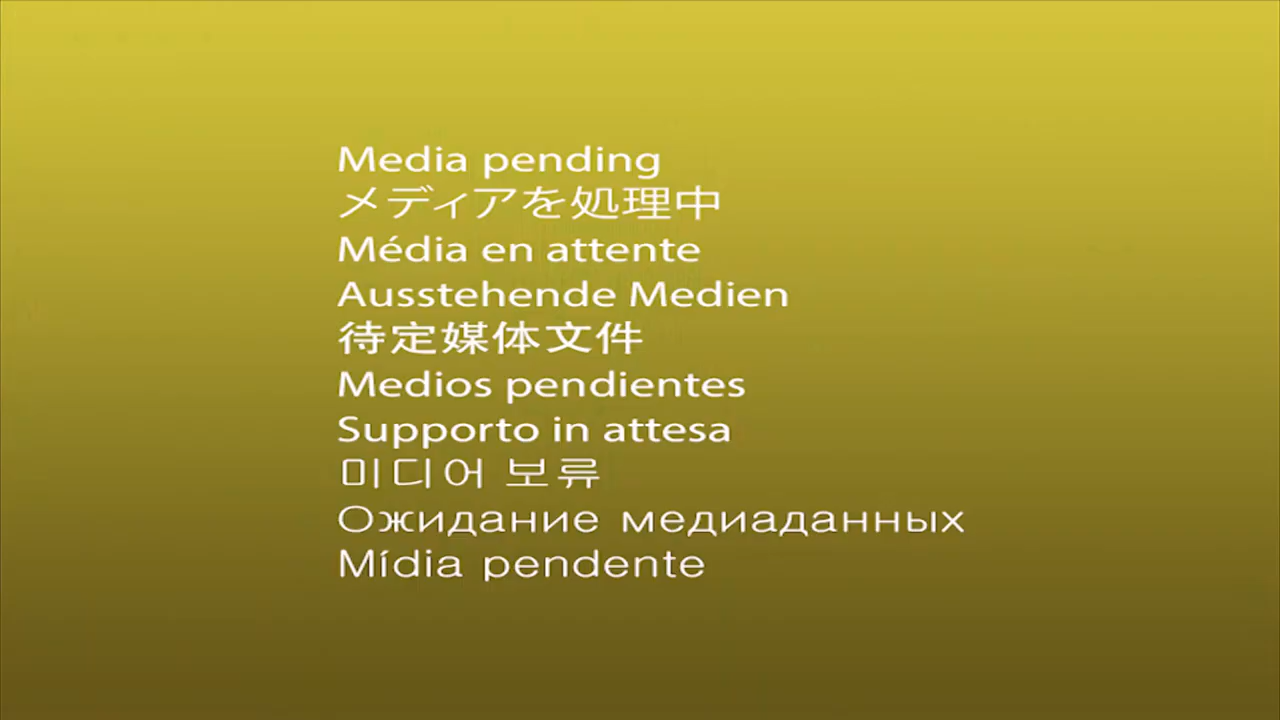 Media pending
メディアを処理中
Média en attente
Ausstehende Medien
待定媒体文件
Medios pendientes
Supporto in attesa
미디어 보류
Ожидание медиаданных
Mídia pendente